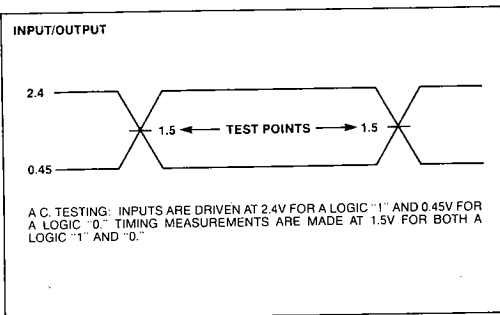 INPUT/OUTPUT
2.4
1.5 TEST POINTS 1.5
0.45
A.C. TESTING: INPUTS ARE DRIVEN AT 2.4V FOR A LOGIC "1" AND 0.45V FOR
A LOGIC "0." TIMING MEASUREMENTS ARE MADE AT 1.5V FOR BOTH A
LOGIC "1" AND "0."